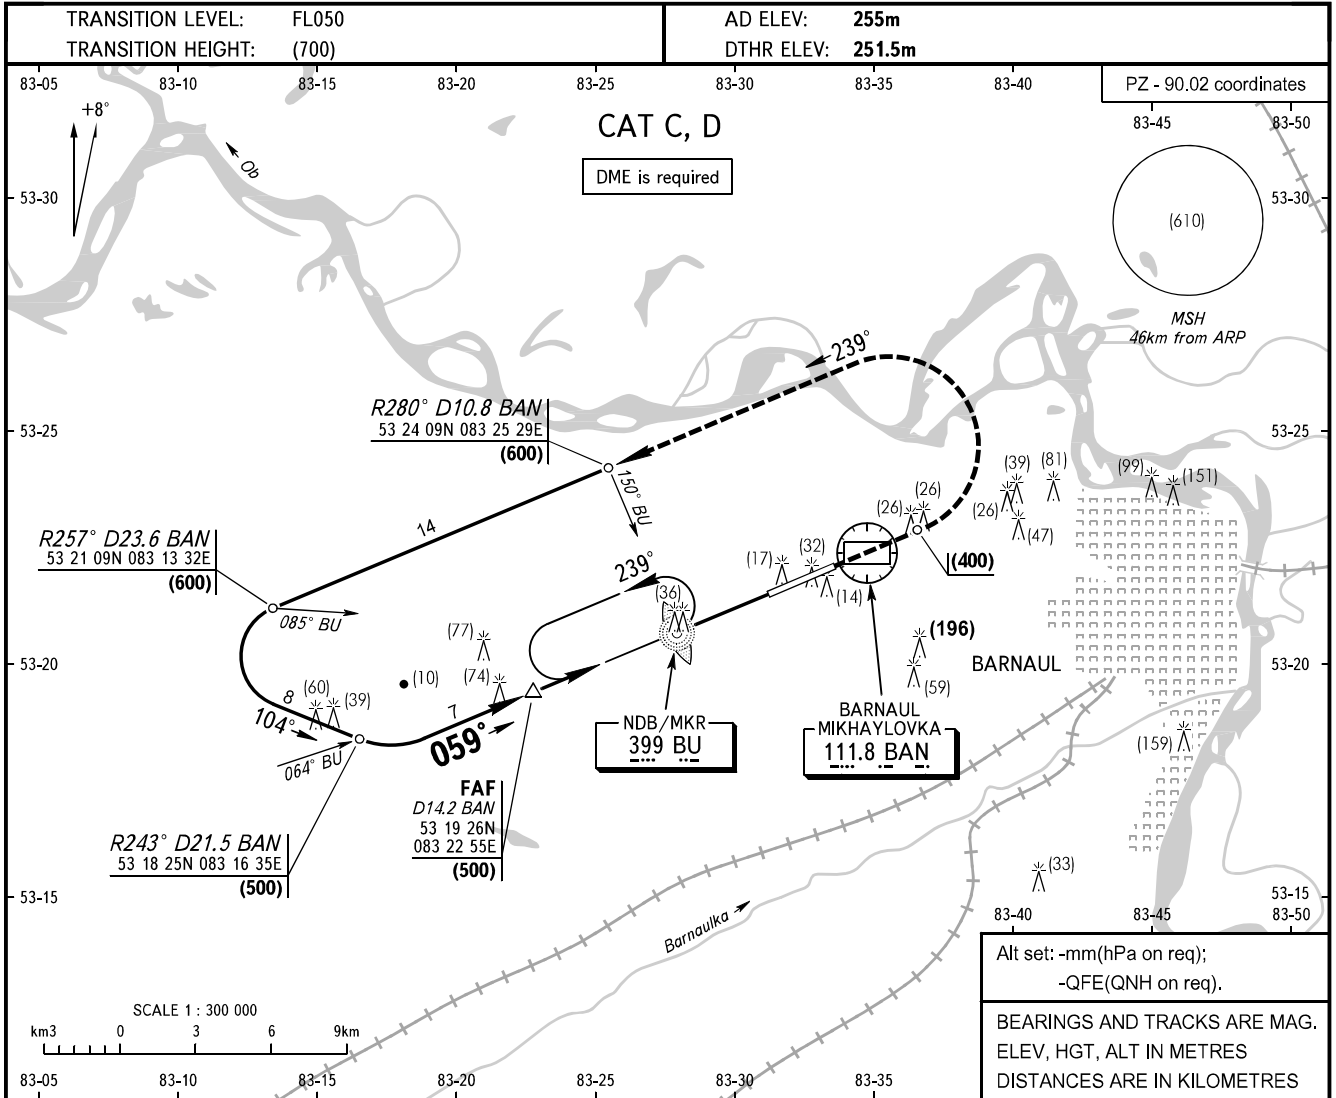 TRANSITION LEVEL: FL050
TRANSITION HEIGHT: (700)
AD ELEV: 255m
DTHR ELEV: 251.5m
83-05 83-10 83-15 83-20 83-25 83-30 83-35 83-40
PZ - 90.02 coordinates
83-45 83-50
+8°
CAT C, D
DME is required
Ob
53-30
53-30
(610)
MSH
46km from ARP
239°
R280° D10.8 BAN
53 24 09N 083 25 29E
(600)
53-25
53-25
150° BU
14
(39) (81) (99) (151)
(26) (26) (26) (47)
R257° D23.6 BAN
53 21 09N 083 13 32E
(600)
(400)
(17) (32) (14)
239°
(36)
085° BU
(77)
(196)
53-20
53-20
BARNAUL
(10)
(74)
(59)
(60) (39)
8
104°
7
059°
064° BU
NDB/MKR
399 BU
BARNAUL
MIKHAYLOVKA
111.8 BAN
(159)
FAF
D14.2 BAN
53 19 26N
083 22 55E
(500)
R243° D21.5 BAN
53 18 25N 083 16 35E
(500)
(33)
53-15
53-15
83-40 83-45 83-50
Barnaulka
Alt set: -mm(hPa on req);
-QFE(QNH on req).
SCALE 1 : 300 000
km3 0 3 6 9km
BEARINGS AND TRACKS ARE MAG.
ELEV, HGT, ALT IN METRES
DISTANCES ARE IN KILOMETRES
83-05 83-10 83-15 83-20 83-25 83-30 83-35